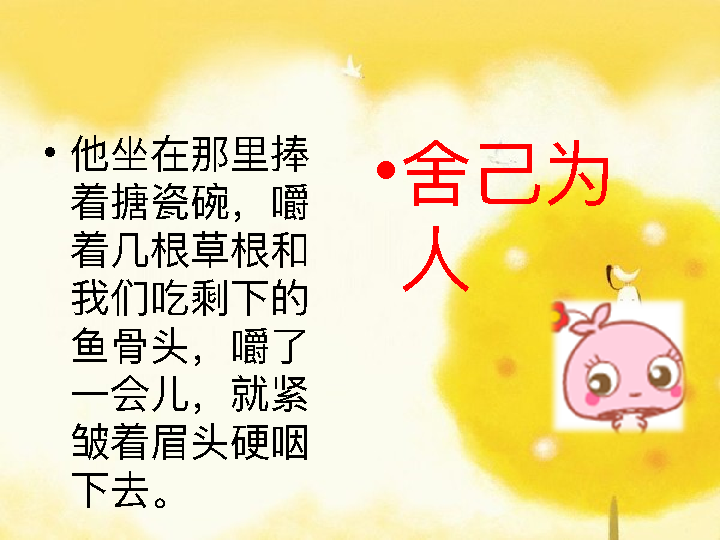 • 他坐在那里捧
着搪瓷碗，嚼
着几根草根和
我们吃剩下的
鱼骨头，嚼了
一会儿，就紧
皱着眉头硬咽
下去。
• 舍己为
人